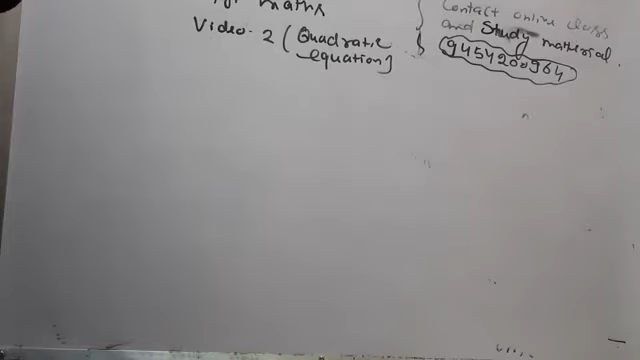 maths
Video-2 (Quadratic
equation)
Contact online class
and Study material.
9454200964